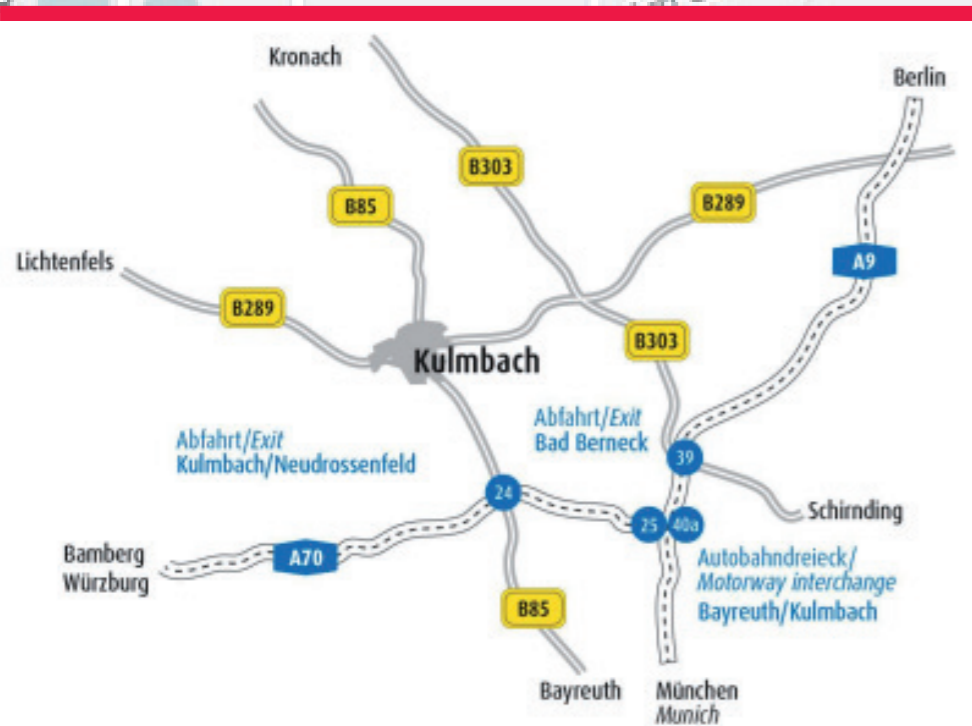 Kronach
Berlin
B303
B85
B289
Lichtenfels
A9
B289
B303
Kulmbach
Abfahrt/Exit
Bad Berneck
Abfahrt/Exit
Kulmbach/Neudrossenfeld
39
24
Schirnding
25
40a
Bamberg
Würzburg
A70
Autobahndreieck/
Motorway interchange
Bayreuth/Kulmbach
B85
Bayreuth
München
Munich